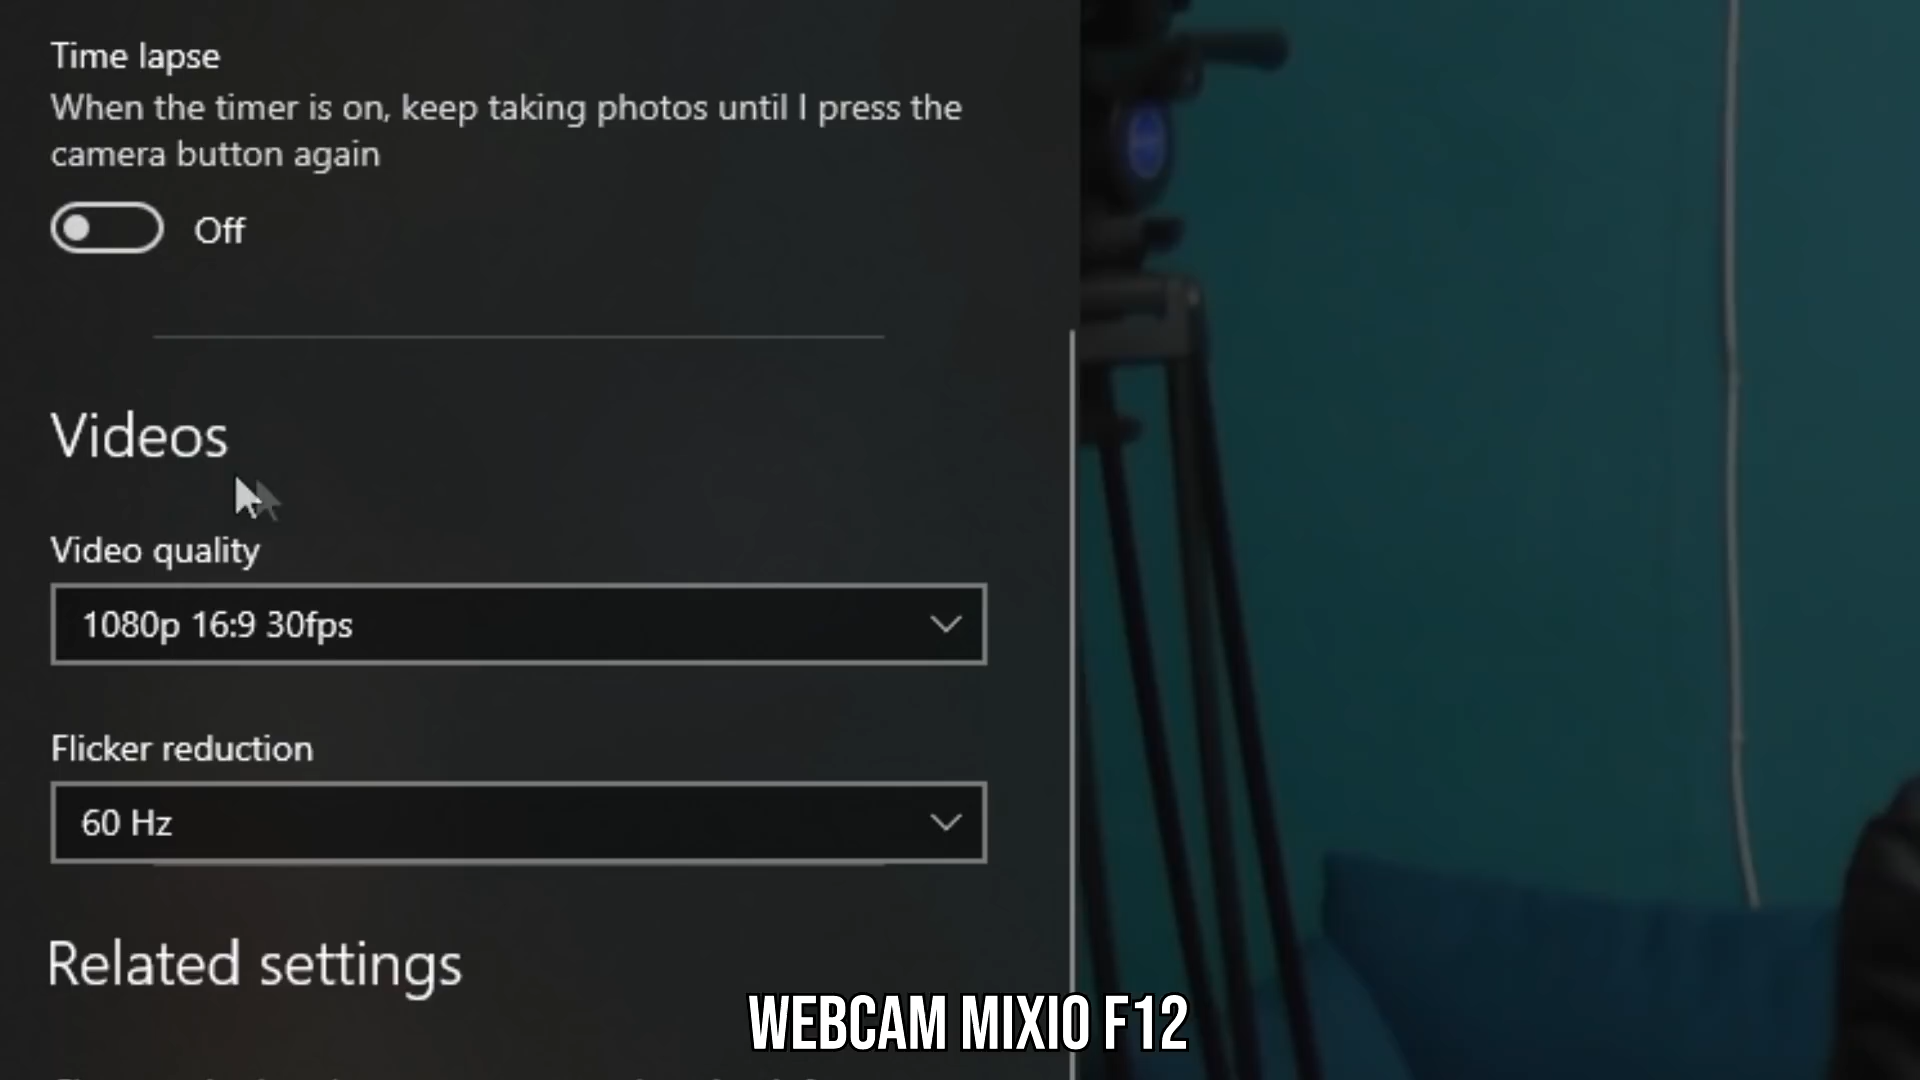 Time lapse
When the timer is on, keep taking photos until I press the
camera button again
Off
Videos
Video quality
1080p 16:9 30fps
Flicker reduction
60 Hz
Related settings
WEBCAM MIXIO F12